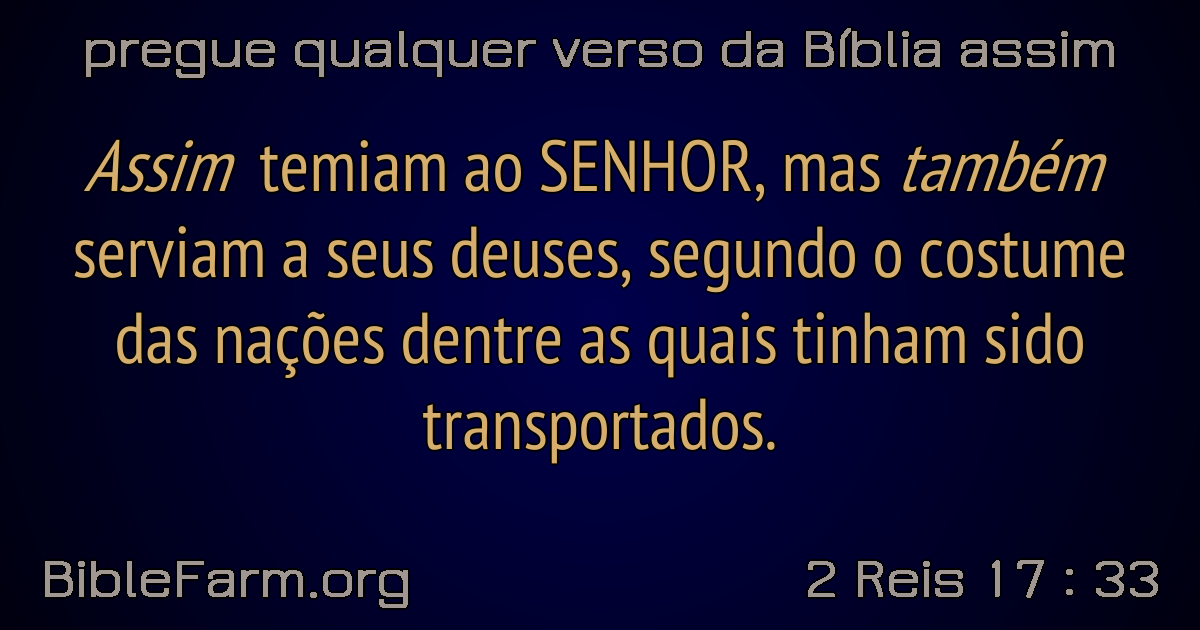 pregue qualquer verso da Bíblia assim
Assim temiam ao SENHOR, mas também
serviam a seus deuses, segundo o costume
das nações dentre as quais tinham sido
transportados.
BibleFarm.org
2 Reis 17 : 33